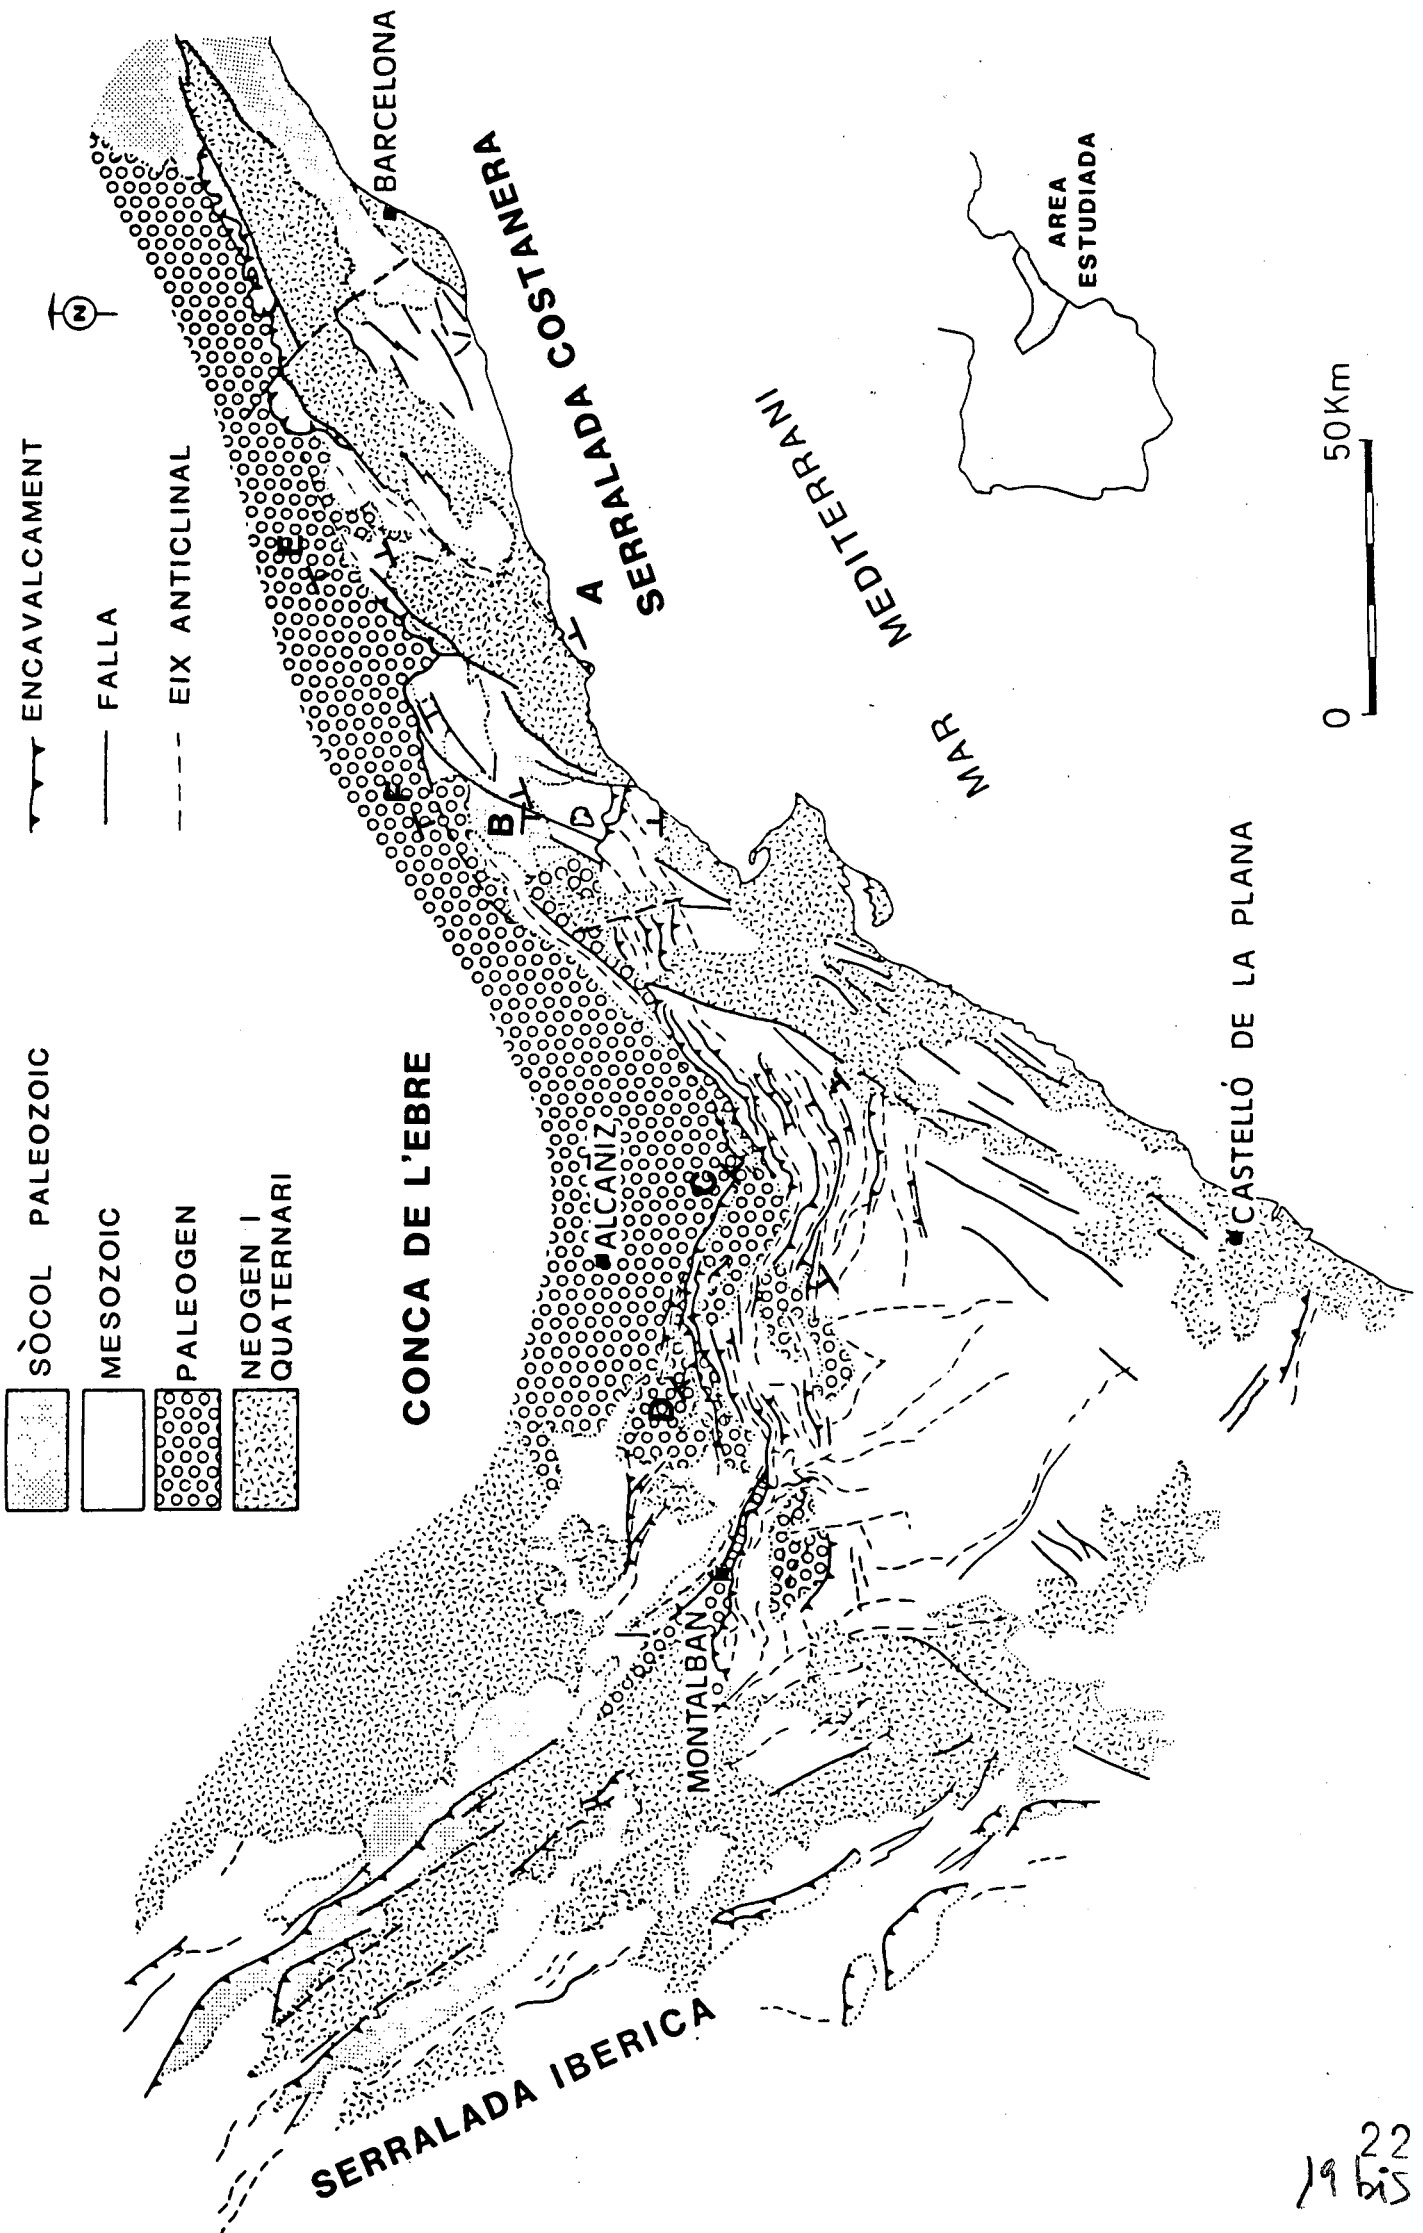 SÒCOL PALEOZOIC
MESOZOIC
PALEOGEN
NEOGEN I
QUATERNARI
ENCAVALCAMENT
FALLA
EIX ANTICLINAL
N
CONCA DE L'EBRE
BARCELONA
SERRALADA COSTANERA
E
A
F
B
ALCAÑIZ
C
D
MONTALBAN
SERRALADA IBERICA
MAR MEDITERRANI
CASTELLÓ DE LA PLANA
AREA
ESTUDIADA
0 50Km
22
19 bis